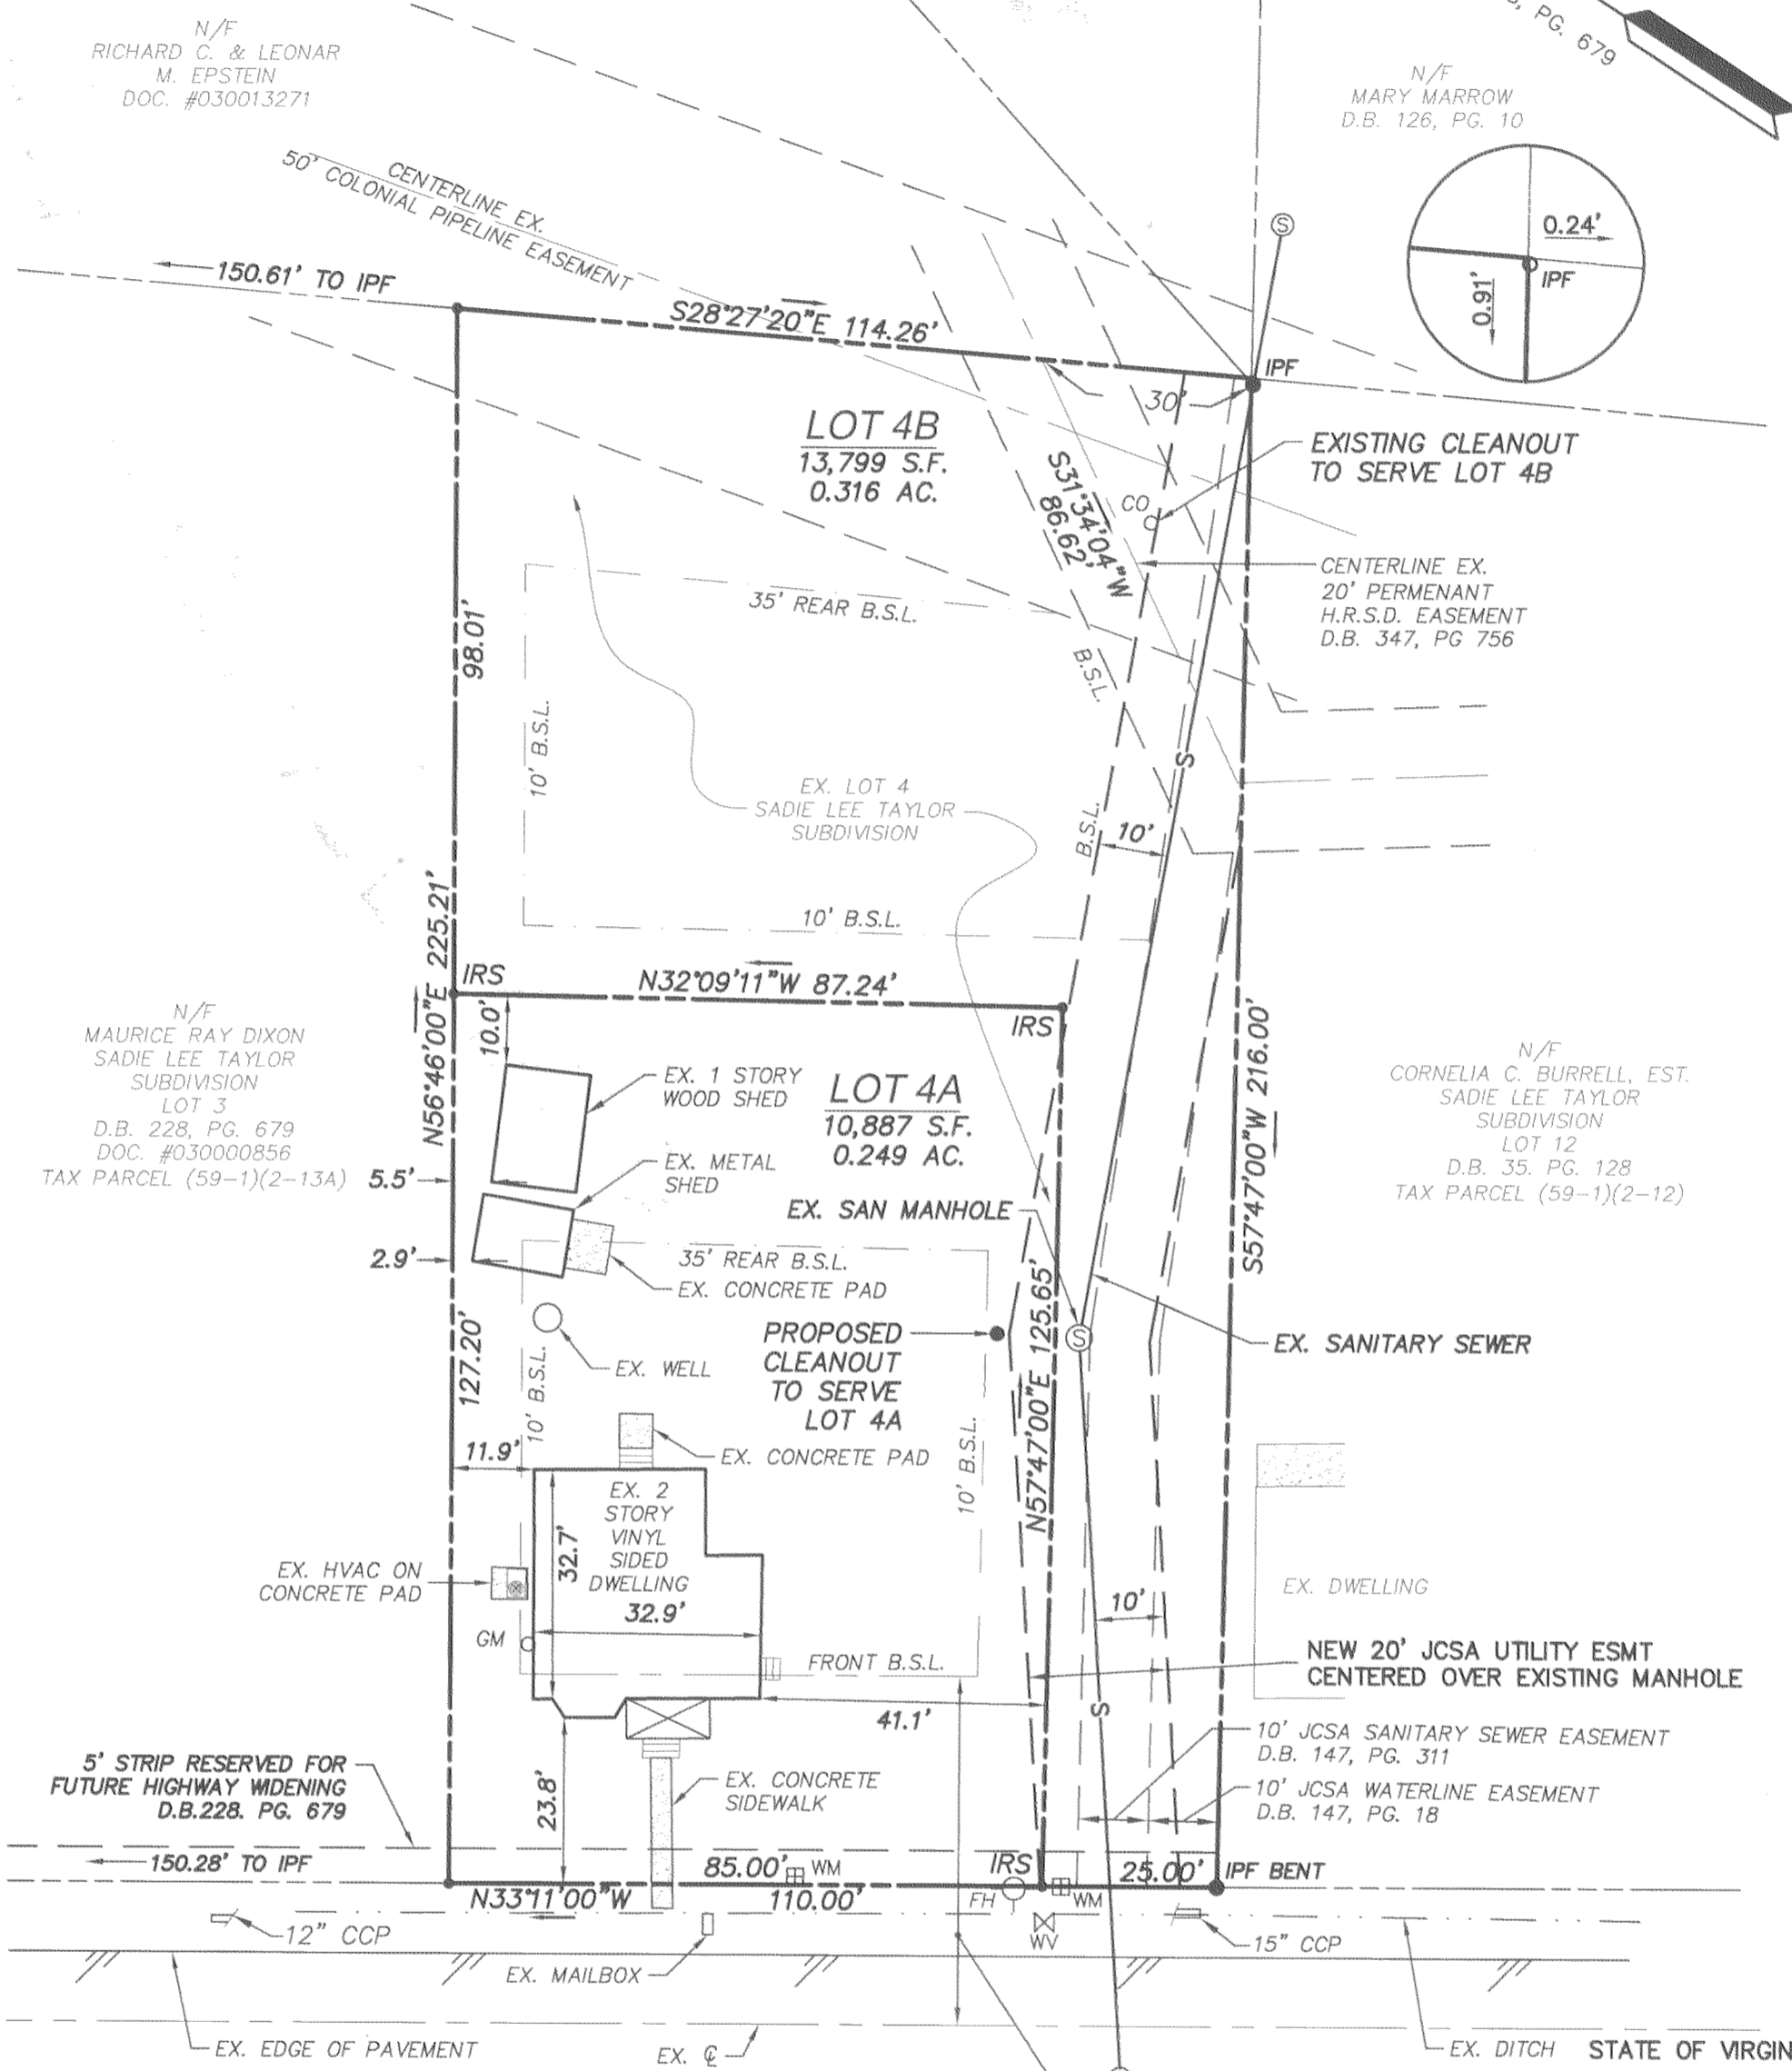 N/F
RICHARD C. & LEONAR
M. EPSTEIN
DOC. #030013271
PG. 679
N/F
MARY MARROW
D.B. 126, PG. 10
CENTERLINE EX.
50' COLONIAL PIPELINE EASEMENT
0.24'
IPF
0.91'
150.61' TO IPF
S28°27'20"E 114.26'
IPF
30'
LOT 4B
13,799 S.F.
0.316 AC.
EXISTING CLEANOUT
TO SERVE LOT 4B
S
S31°34'04"W
86.62'
CO
CENTERLINE EX.
20' PERMENANT
H.R.S.D. EASEMENT
D.B. 347, PG 756
35' REAR B.S.L.
98.01'
B.S.L.
10' B.S.L.
S
EX. LOT 4
SADIE LEE TAYLOR
SUBDIVISION
B.S.L.
10'
10' B.S.L.
N56°46'00"E 225.21'
IRS
N32°09'11"W 87.24'
IRS
10.0'
S57°47'00"W 216.00'
N/F
MAURICE RAY DIXON
SADIE LEE TAYLOR
SUBDIVISION
LOT 3
D.B. 228, PG. 679
DOC. #030000856
TAX PARCEL (59-1)(2-13A)
EX. 1 STORY
WOOD SHED
LOT 4A
10,887 S.F.
0.249 AC.
N/F
CORNELIA C. BURRELL, EST.
SADIE LEE TAYLOR
SUBDIVISION
LOT 12
D.B. 35. PG. 128
TAX PARCEL (59-1)(2-12)
5.5'
EX. METAL
SHED
EX. SAN MANHOLE
2.9'
35' REAR B.S.L.
EX. CONCRETE PAD
PROPOSED
CLEANOUT
TO SERVE
LOT 4A
S
EX. SANITARY SEWER
127.20'
10' B.S.L.
EX. WELL
N57°47'00"E 125.65'
11.9'
EX. CONCRETE PAD
10' B.S.L.
EX. 2
STORY
VINYL
SIDED
DWELLING
32.7'
32.9'
EX. HVAC ON
CONCRETE PAD
GM
10'
EX. DWELLING
FRONT B.S.L.
NEW 20' JCSA UTILITY ESMT
CENTERED OVER EXISTING MANHOLE
41.1'
S
10' JCSA SANITARY SEWER EASEMENT
D.B. 147, PG. 311
5' STRIP RESERVED FOR
FUTURE HIGHWAY WIDENING
D.B.228. PG. 679
EX. CONCRETE
SIDEWALK
23.8'
10' JCSA WATERLINE EASEMENT
D.B. 147, PG. 18
150.28' TO IPF
85.00'
WM
IRS
25.00'
IPF BENT
N33°11'00"W
110.00'
FH
WM
12" CCP
WV
15" CCP
EX. MAILBOX
EX. EDGE OF PAVEMENT
EX. ℄
EX. DITCH
STATE OF VIRGIN